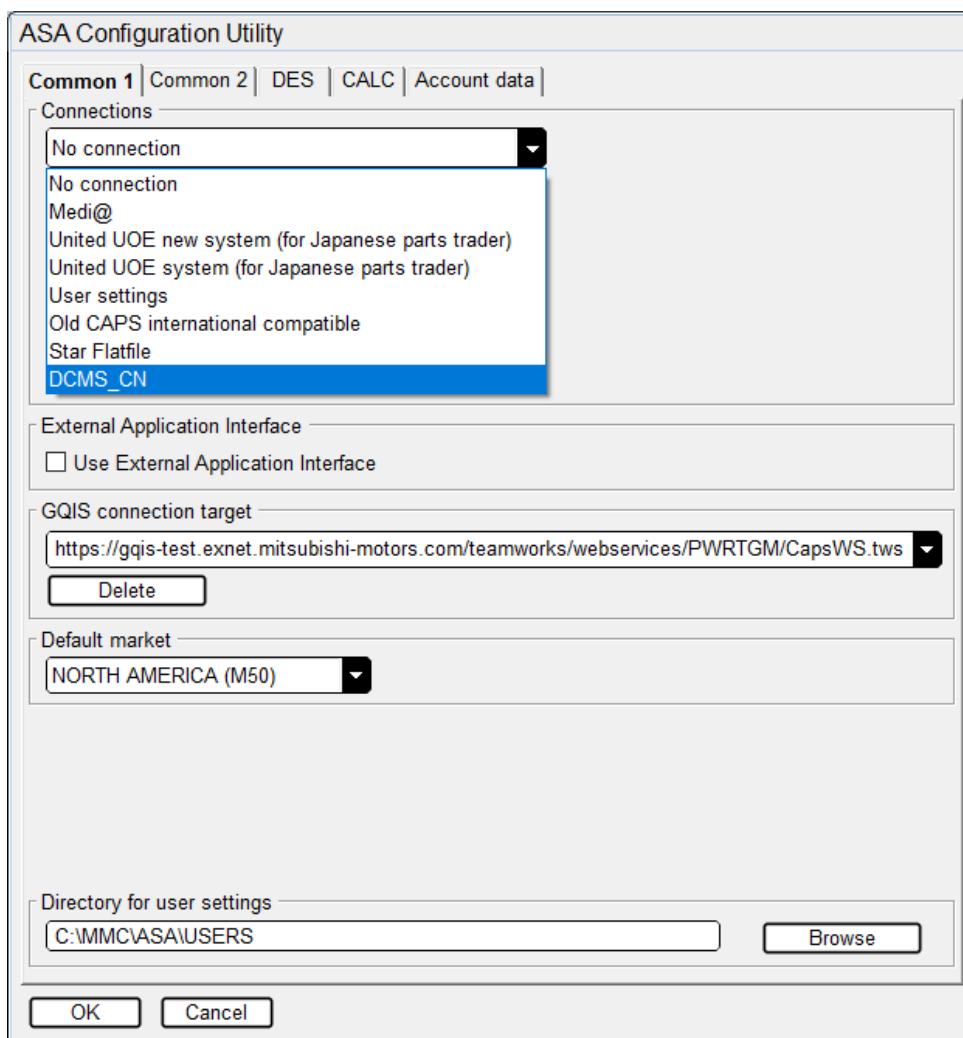 ASA Configuration Utility
Common 1 Common 2 DES CALC Account data
Connections
No connection
No connection
Medi@
United UOE new system (for Japanese parts trader)
United UOE system (for Japanese parts trader)
User settings
Old CAPS international compatible
Star Flatfile
DCMS_CN
External Application Interface
Use External Application Interface
GQIS connection target
https://gqis-test.exnet.mitsubishi-motors.com/teamworks/webservices/PWRTGM/CapsWS.tws
Delete
Default market
NORTH AMERICA (M50)
Directory for user settings
C:\MMC\ASA\USERS
Browse
OK Cancel